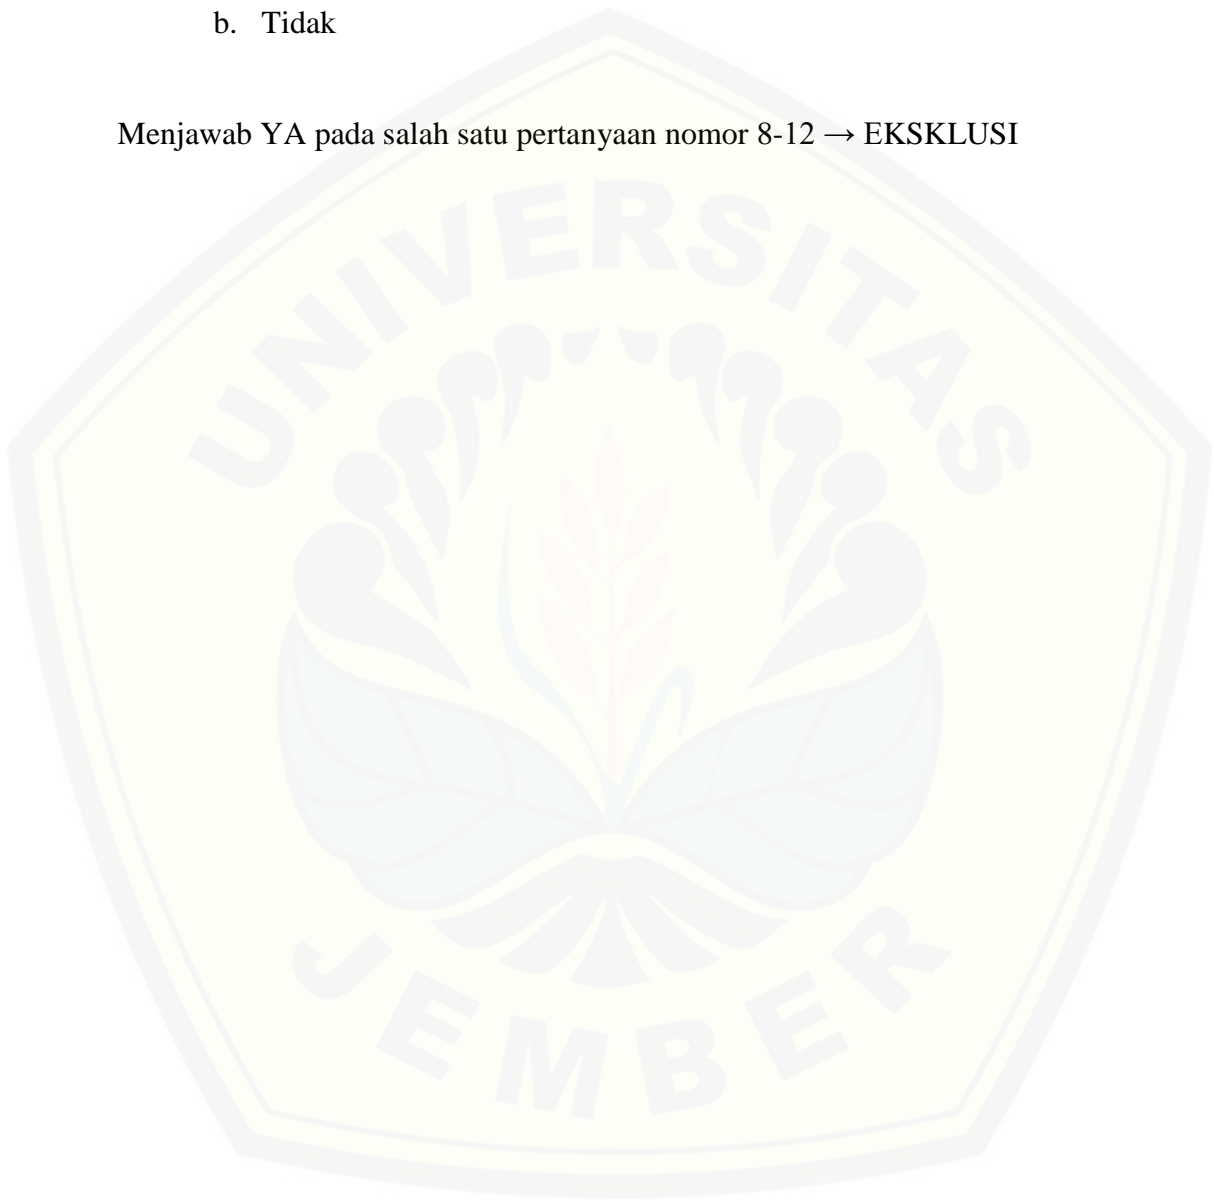 b. Tidak
Menjawab YA pada salah satu pertanyaan nomor 8-12 → EKSKLUSI
UNIVERSITAS
JEMBER